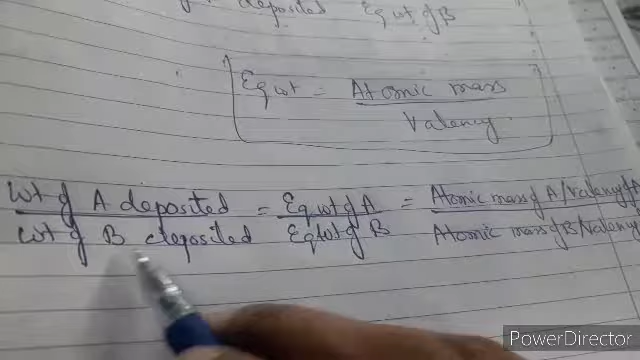 deposited Eq wt of B
Eq wt = Atomic mass
Valency
wt of A deposited = Eq wt of A = Atomic mass of A/Valency of A
wt of B deposited Eq wt of B Atomic mass of B/Valency
PowerDirector